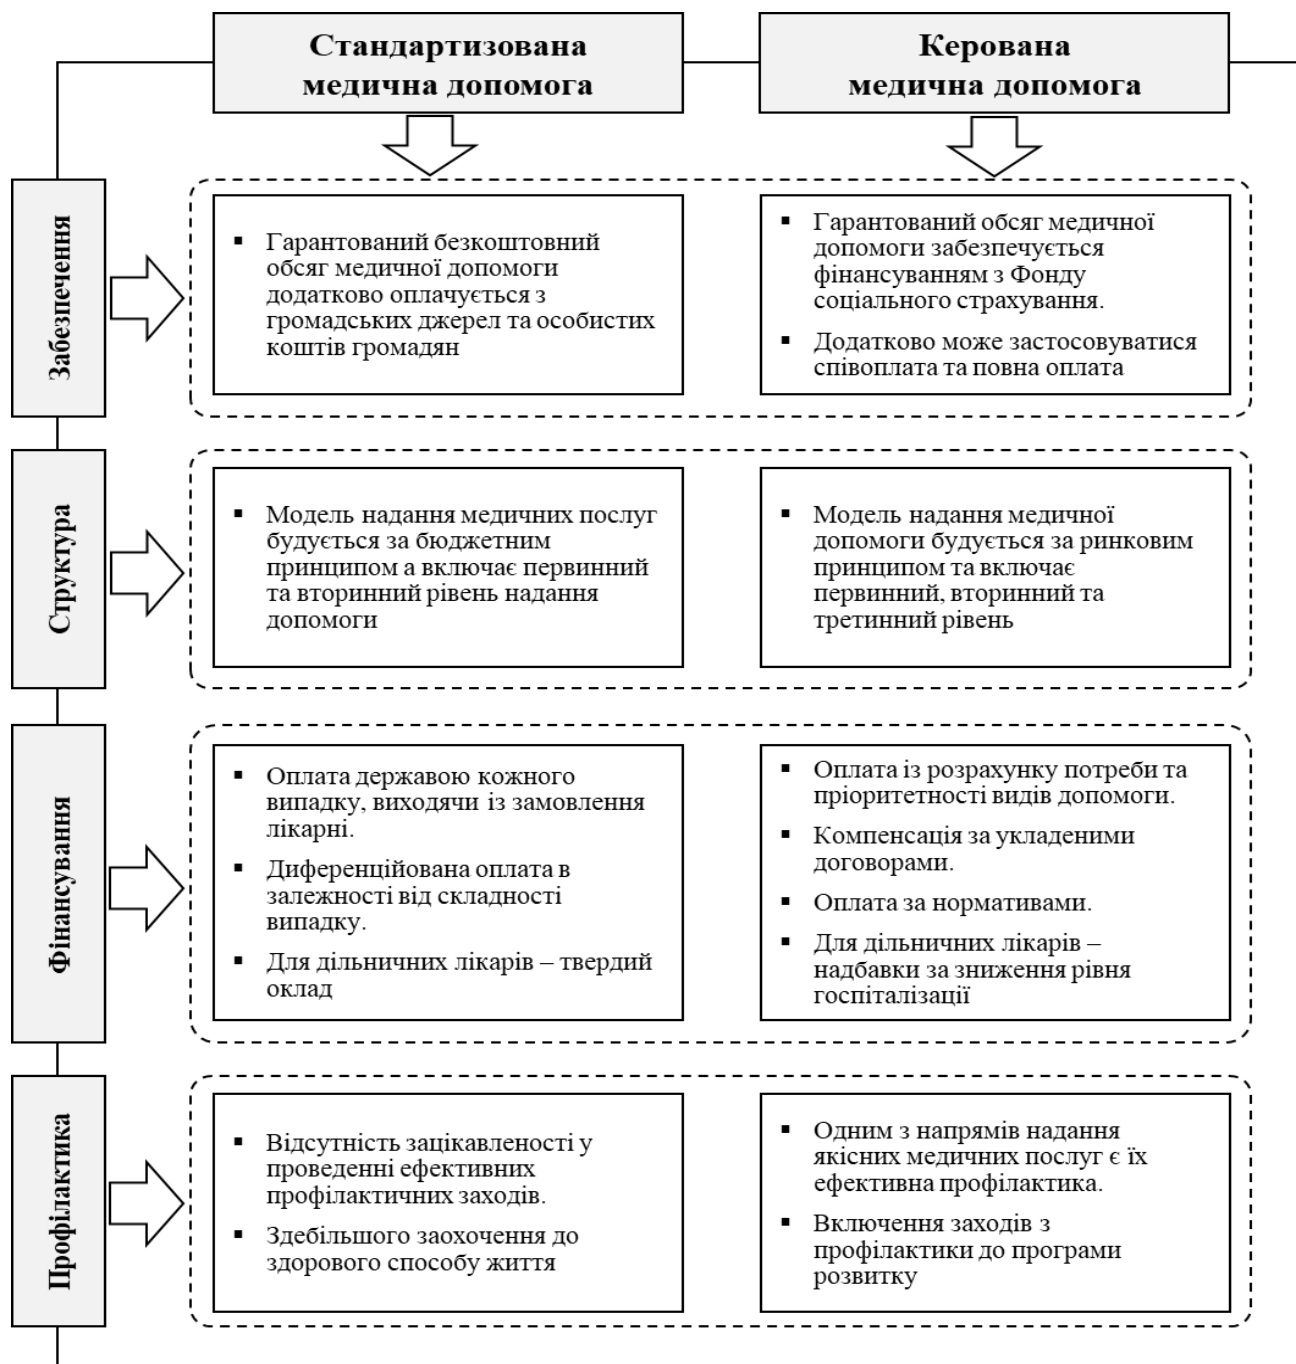 Стандартизована
медична допомога
Керована
медична допомога
Забезпечення
▪ Гарантований безкоштовний
обсяг медичної допомоги
додатково оплачується з
громадських джерел та особистих
коштів громадян
▪ Гарантований обсяг медичної
допомоги забезпечується
фінансуванням з Фонду
соціального страхування.
▪ Додатково може застосовуватися
співоплата та повна оплата
Структура
▪ Модель надання медичних послуг
будується за бюджетним
принципом а включає первинний
та вторинний рівень надання
допомоги
▪ Модель надання медичної
допомоги будується за ринковим
принципом та включає
первинний, вторинний та
третинний рівень
Фінансування
▪ Оплата державою кожного
випадку, виходячи із замовлення
лікарні.
▪ Диференційована оплата в
залежності від складності
випадку.
▪ Для дільничних лікарів – твердий
оклад
▪ Оплата із розрахунку потреби та
пріоритетності видів допомоги.
▪ Компенсація за укладеними
договорами.
▪ Оплата за нормативами.
▪ Для дільничних лікарів –
надбавки за зниження рівня
госпіталізації
Профілактика
▪ Відсутність зацікавленості у
проведенні ефективних
профілактичних заходів.
▪ Здебільшого заохочення до
здорового способу життя
▪ Одним з напрямів надання
якісних медичних послуг є їх
ефективна профілактика.
▪ Включення заходів з
профілактики до програми
розвитку